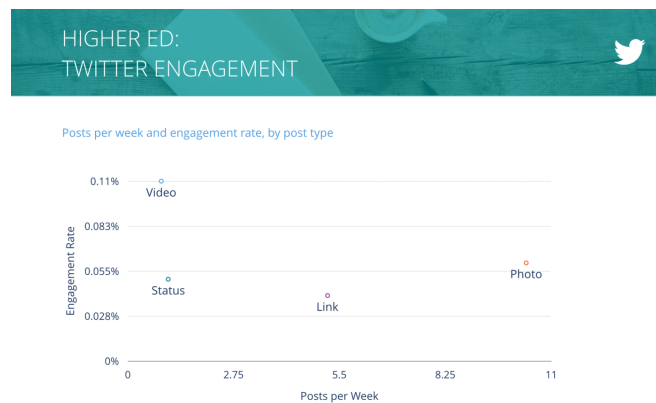 HIGHER ED:
TWITTER ENGAGEMENT
Posts per week and engagement rate, by post type
0.11%
Video
0.083%
Engagement Rate
0.055%
Photo
Status
Link
0.028%
0%
0 2.75 5.5 8.25 11
Posts per Week